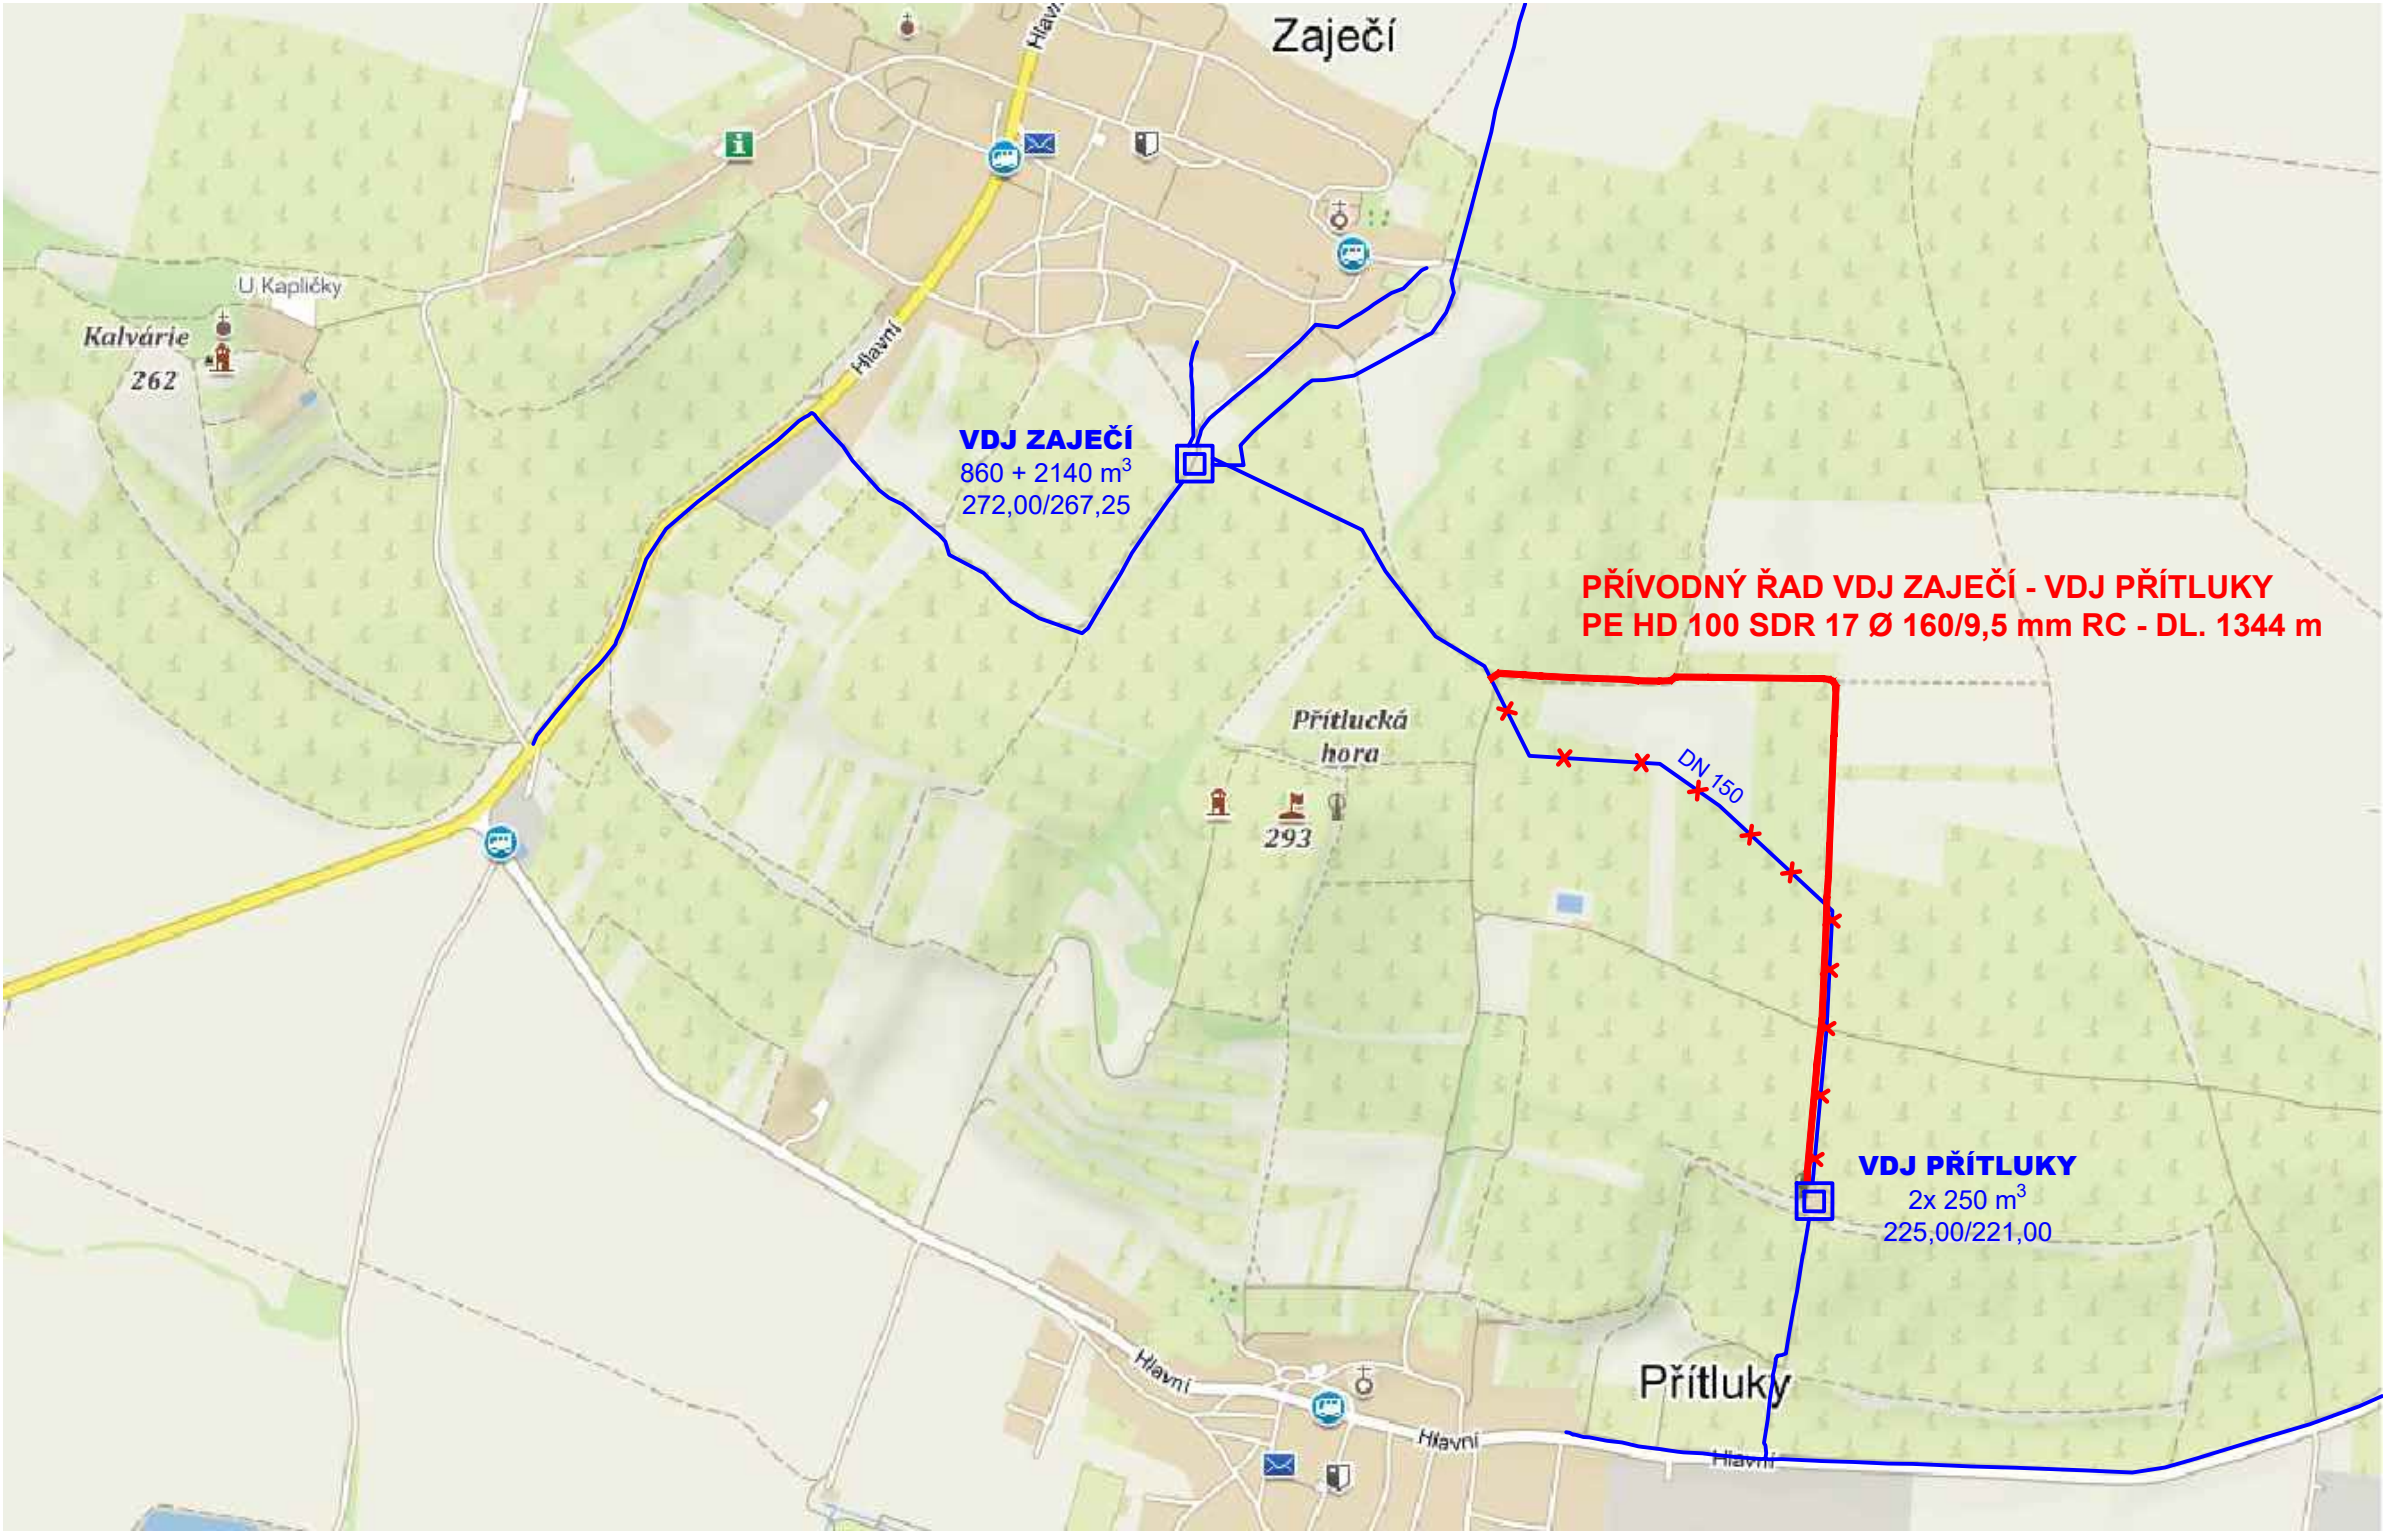 Zaječí
Hlavní
U Kapličky
Kalvárie
262
Hlavní
VDJ ZAJEČÍ
860 + 2140 m³
272,00/267,25
PŘÍVODNÝ ŘAD VDJ ZAJEČÍ - VDJ PŘÍTLUKY
PE HD 100 SDR 17 Ø 160/9,5 mm RC - DL. 1344 m
Přítlucká
hora
293
DN 150
VDJ PŘÍTLUKY
2x 250 m³
225,00/221,00
Přítluky
Hlavní
Hlavní
Hlavní